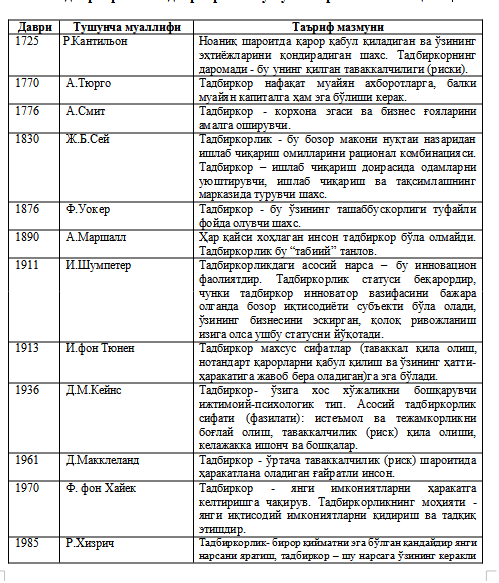 Даври Тушунча муаллифи Таъриф мазмуни
1725 Р.Кантильон Ноаниқ шароитда қарор қабул қиладиган ва ўзининг
эҳтиёжларини қондирадиган шахс. Тадбиркорнинг
даромади - бу унинг қилган таваккалчилиги (риски).
1770 А.Тюрго Тадбиркор нафақат муайян ахборотларга, балки
муайян капиталга ҳам эга бўлиши керак.
1776 А.Смит Тадбиркор - корхона эгаси ва бизнес ғояларини
амалга оширувчи.
1830 Ж.Б.Сей Тадбиркорлик - бу бозор макони нуқтаи назаридан
ишлаб чиқариш омилларини рационал комбинацияси.
Тадбиркор – ишлаб чиқариш доирасида одамларни
уюштирувчи, ишлаб чиқариш ва тақсимлашнинг
марказида турувчи шахс.
1876 Ф.Уокер Тадбиркор - бу ўзининг ташаббускорлиги туфайли
фойда олувчи шахс.
1890 А.Маршалл Ҳар қайси хоҳлаган инсон тадбиркор бўла олмайди.
Тадбиркорлик бу “табиий” танлов.
1911 И.Шумпетер Тадбиркорликдаги асосий нарса – бу инновацион
фаолиятдир. Тадбиркорлик статуси беқарордир,
чунки тадбиркор инноватор вазифасини бажара
олганда бозор иқтисодиёти субъекти бўла олади,
ўзининг бизнесини эскирган, қолоқ ривожланиш
изига олса ушбу статусни йўқотади.
1913 И.фон Тюнен Тадбиркор махсус сифатлар (таваккал қила олиш,
нотандарт қарорларни қабул қилиш ва ўзининг ҳатти-
ҳаракатига жавоб бера оладиган)га эга бўлади.
1936 Д.М.Кейнс Тадбиркор- ўзига хос хўжаликни бошқарувчи
ижтимоий-психологик тип. Асосий тадбиркорлик
сифати (фазилати): истеъмол ва тежамкорликни
боғлай олиш, таваккалчилик (риск) қила олиши,
келажакка ишонч ва бошқалар.
1961 Д.Макклеланд Тадбиркор - ўртача таваккалчилик (риск) шароитида
ҳаракатлана оладиган ғайратли инсон.
1970 Ф. фон Хайек Тадбиркор - янги имкониятларни ҳаракатга
келтиришга чақирув. Тадбиркорликнинг моҳияти -
янги иқтисодий имкониятларни қидириш ва тадқиқ
этишдир.
1985 Р.Хизрич Тадбиркорлик- бирор қийматни эга бўлган қандайдир янги
нарсани яратиш, тадбиркор – шу нарсага ўзининг керакли